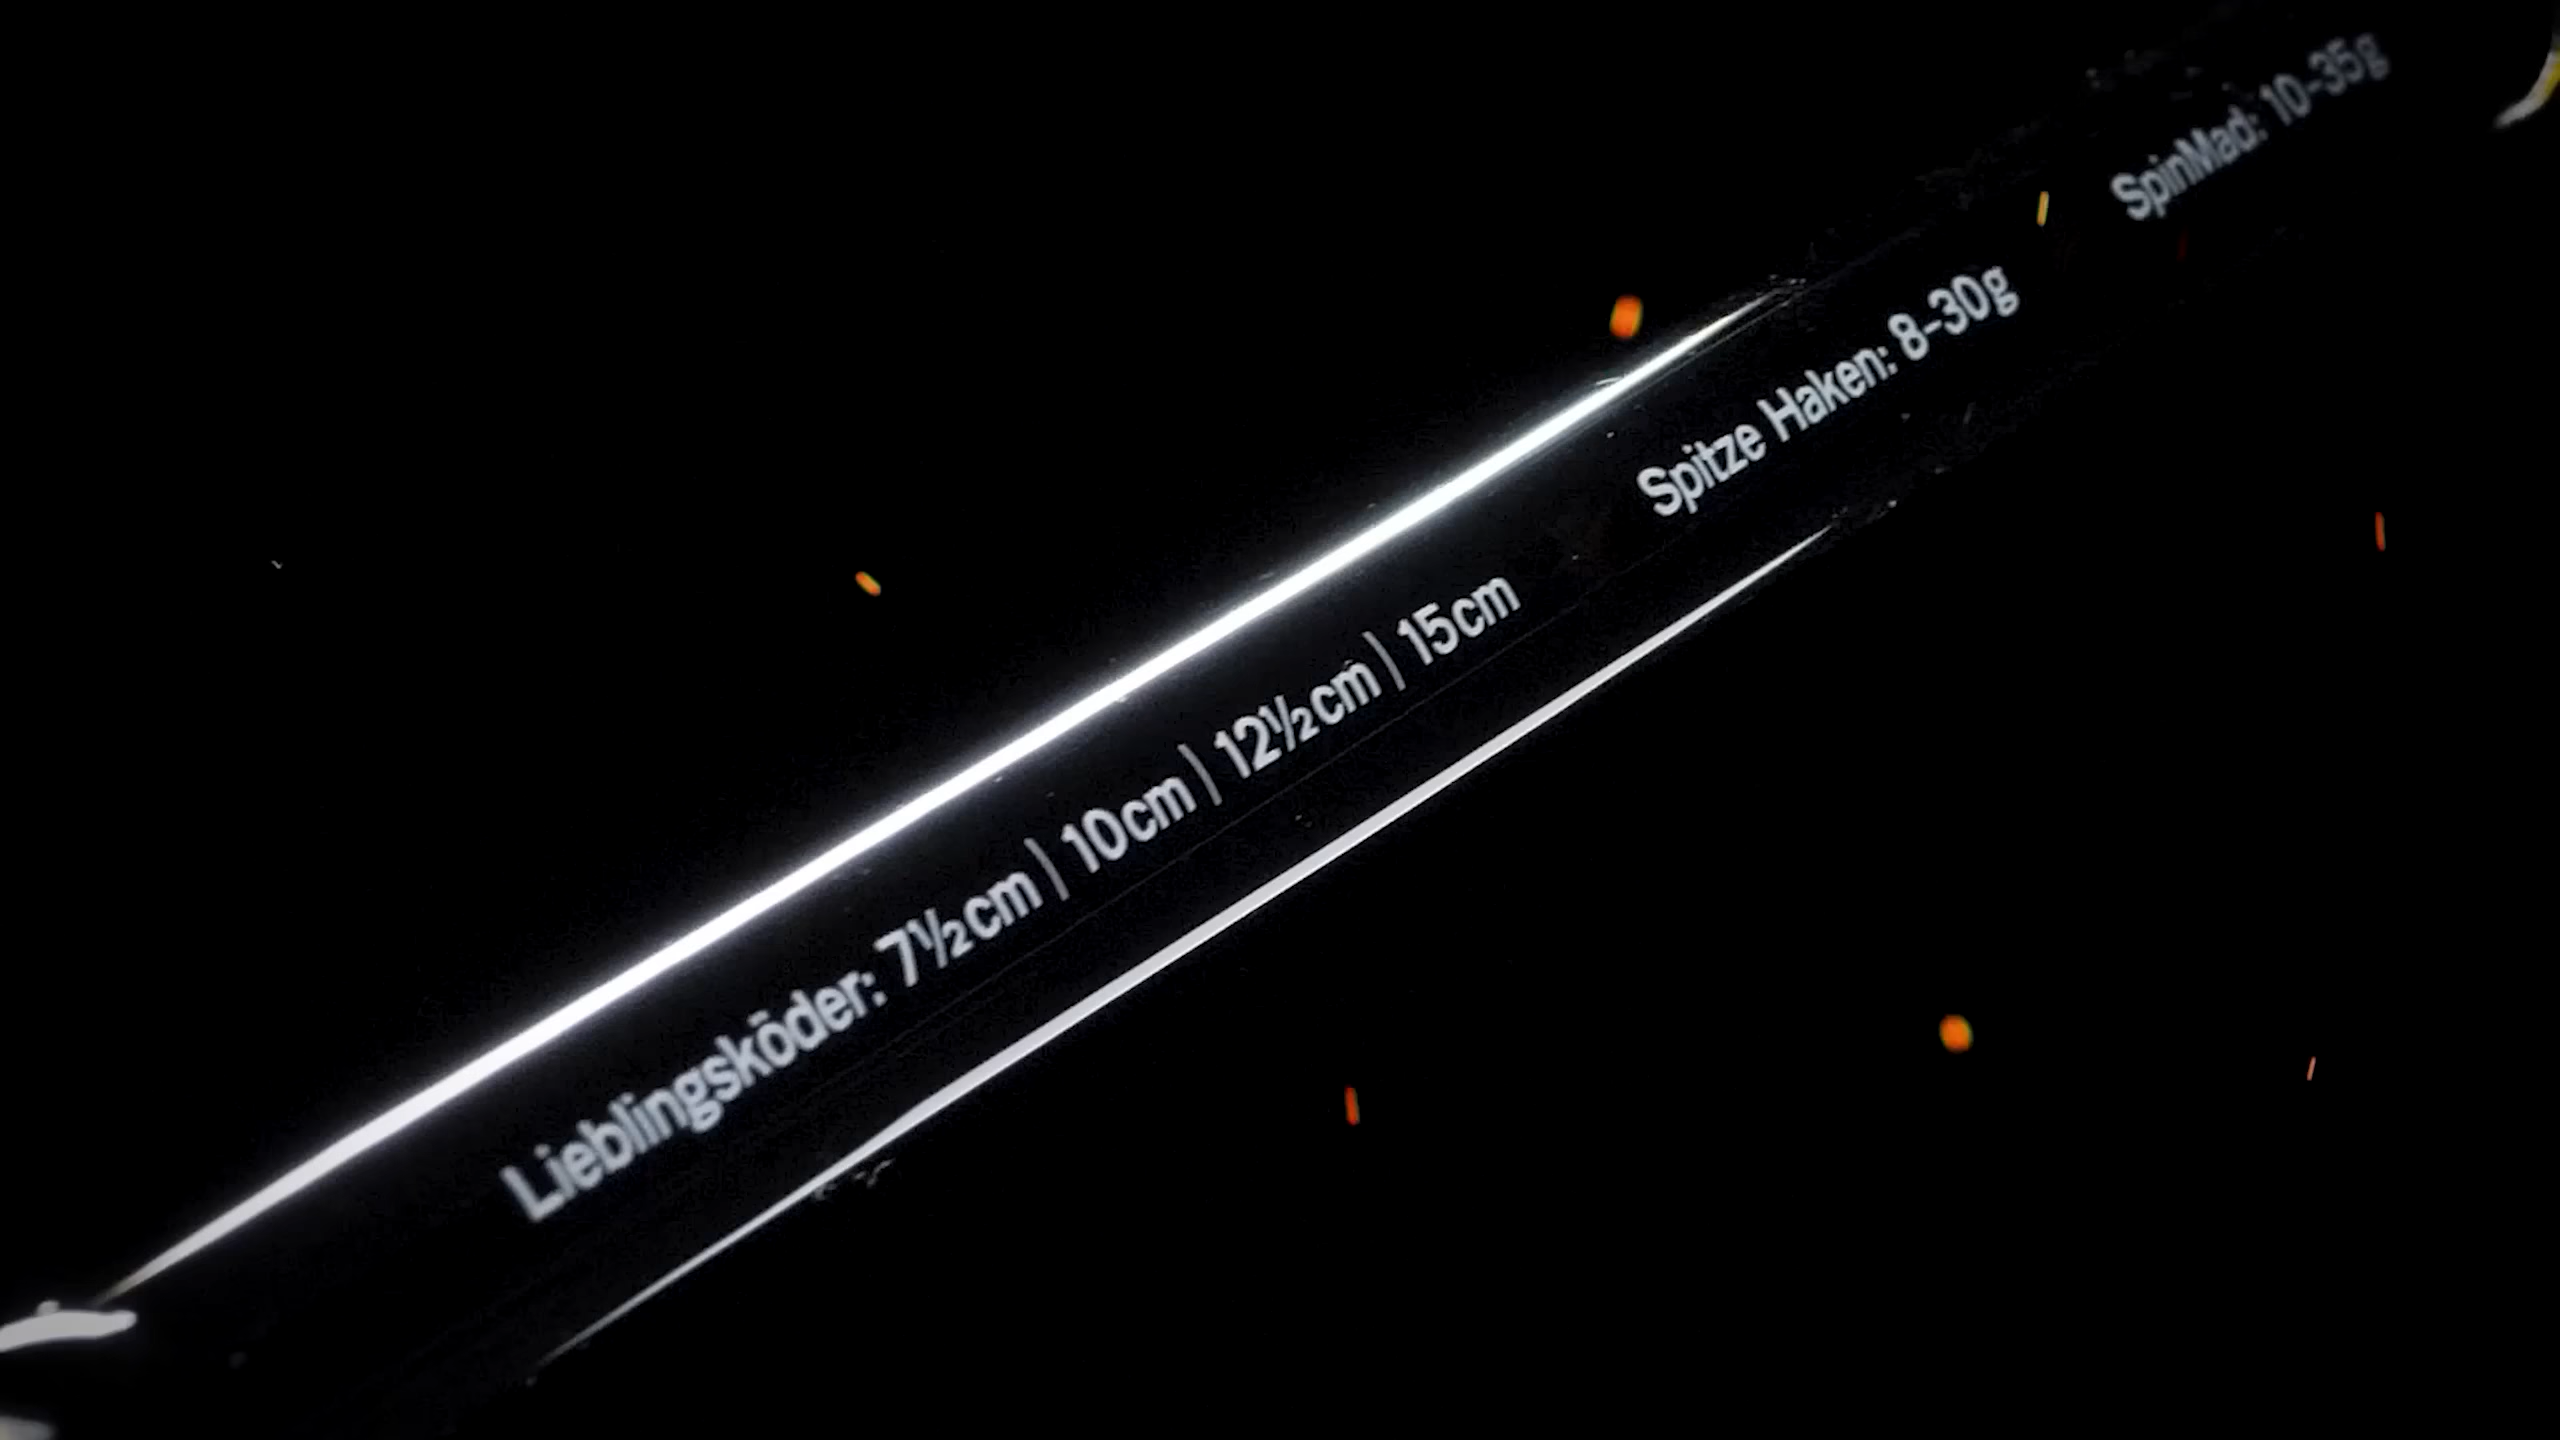 Lieblingsköder: 7½cm | 10cm | 12½cm | 15cm
Spitze Haken: 8-30g
SpinMad: 10-35g